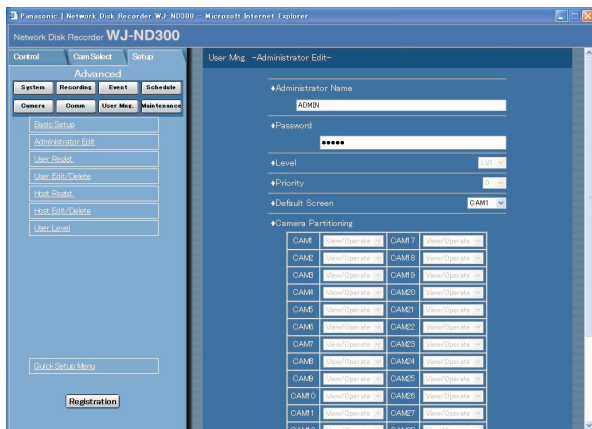 Panasonic | Network Disk Recorder WJ-ND300 - Microsoft Internet Explorer
Network Disk Recorder WJ-ND300
Control Cam Select Setup
Advanced
System Recording Event Schedule
Camera Comm User Mng. Maintenance
Basic Setup
Administrator Edit
User Regist.
User Edit/Delete
Host Regist.
Host Edit/Delete
User Level
Quick Setup Menu
Registration
User Mng. -Administrator Edit-
♦Administrator Name
ADMIN
♦Password
•••••
♦Level LV1
♦Priority 0
♦Default Screen CAM1
♦Camera Partitioning
CAM1 View/Operate CAM17 View/Operate
CAM2 View/Operate CAM18 View/Operate
CAM3 View/Operate CAM19 View/Operate
CAM4 View/Operate CAM20 View/Operate
CAM5 View/Operate CAM21 View/Operate
CAM6 View/Operate CAM22 View/Operate
CAM7 View/Operate CAM23 View/Operate
CAM8 View/Operate CAM24 View/Operate
CAM9 View/Operate CAM25 View/Operate
CAM10 View/Operate CAM26 View/Operate
CAM11 View/Operate CAM27 View/Operate